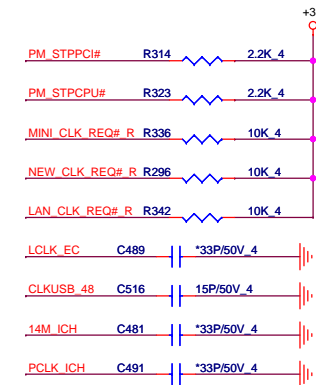 +3
PM_STPPCI# R314 2.2K_4
PM_STPCPU# R323 2.2K_4
MINI_CLK_REQ#_R R336 10K_4
NEW_CLK_REQ#_R R296 10K_4
LAN_CLK_REQ#_R R342 10K_4
LCLK_EC C489 *33P/50V_4
CLKUSB_48 C516 15P/50V_4
14M_ICH C481 *33P/50V_4
PCLK_ICH C491 *33P/50V_4